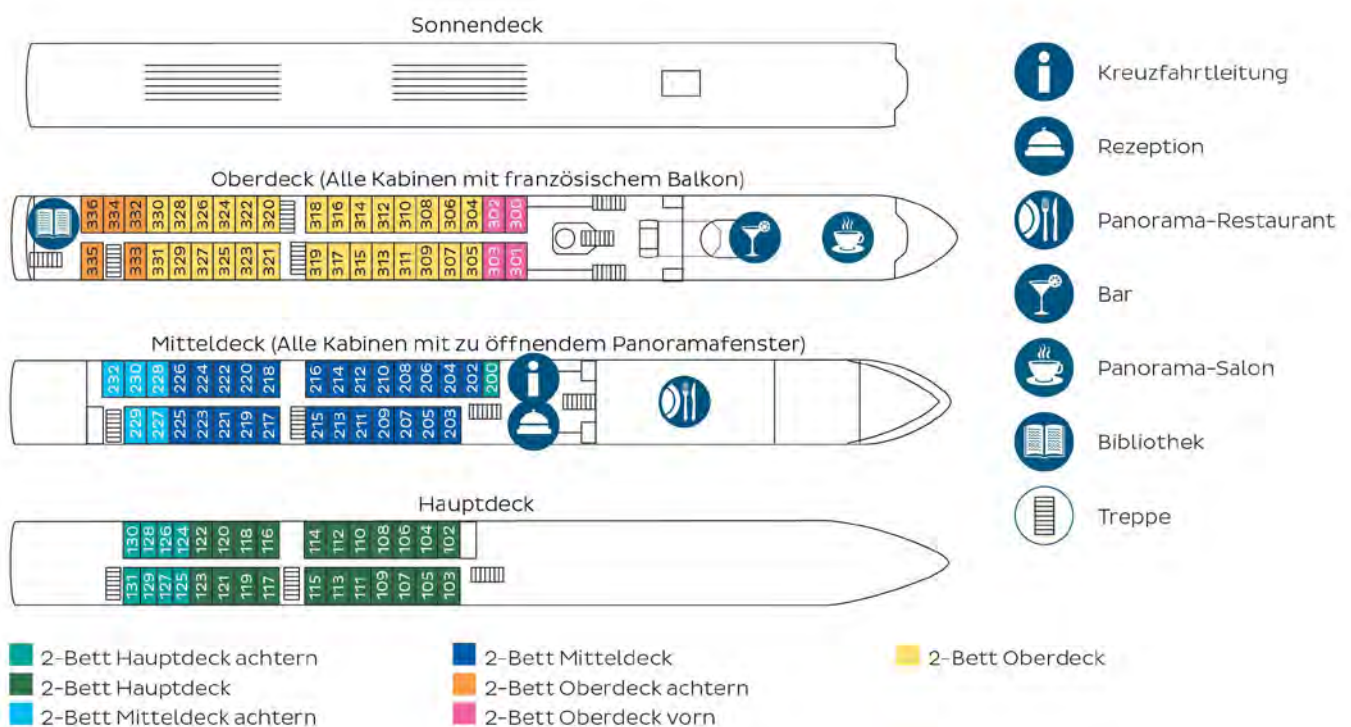 Sonnendeck
Kreuzfahrtleitung
Rezeption
Panorama-Restaurant
Bar
Panorama-Salon
Bibliothek
Treppe
Oberdeck (Alle Kabinen mit französischem Balkon)
336 334 332 330 328 326 324 322 320 318 316 314 312 310 308 306 304 302 300
335 333 331 329 327 325 323 321 319 317 315 313 311 309 307 305 303 301
Mitteldeck (Alle Kabinen mit zu öffnendem Panoramafenster)
232 230 228 226 224 222 220 218 216 214 212 210 208 206 204 202 200
229 227 225 223 221 219 217 215 213 211 209 207 205 203
Hauptdeck
130 128 126 124 122 120 118 116 114 112 110 108 106 104 102
131 129 127 125 123 121 119 117 115 113 111 109 107 105 103
2-Bett Hauptdeck achtern
2-Bett Hauptdeck
2-Bett Mitteldeck achtern
2-Bett Mitteldeck
2-Bett Oberdeck achtern
2-Bett Oberdeck vorn
2-Bett Oberdeck